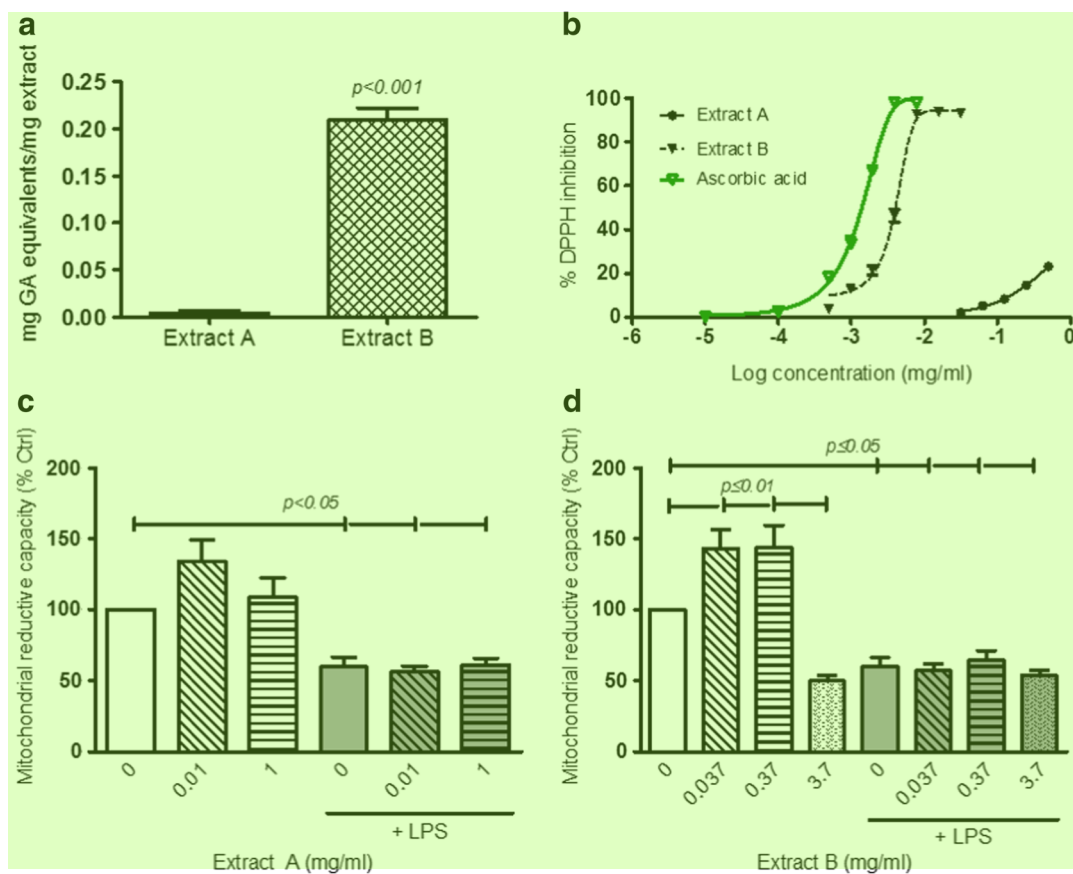 a
mg GA equivalents/mg extract
0.25
0.20
0.15
0.10
0.05
0.00
p<0.001
Extract A
Extract B
b
% DPPH inhibition
100
80
60
40
20
0
Extract A
Extract B
Ascorbic acid
-6
-5
-4
-3
-2
-1
0
Log concentration (mg/ml)
c
Mitochondrial reductive capacity (% Ctrl)
200
150
100
50
0
p<0.05
0
0.01
1
0
0.01
1
+ LPS
Extract A (mg/ml)
d
Mitochondrial reductive capacity (% Ctrl)
200
150
100
50
0
p≤0.05
p≤0.01
0
0.037
0.37
3.7
0
0.037
0.37
3.7
+ LPS
Extract B (mg/ml)